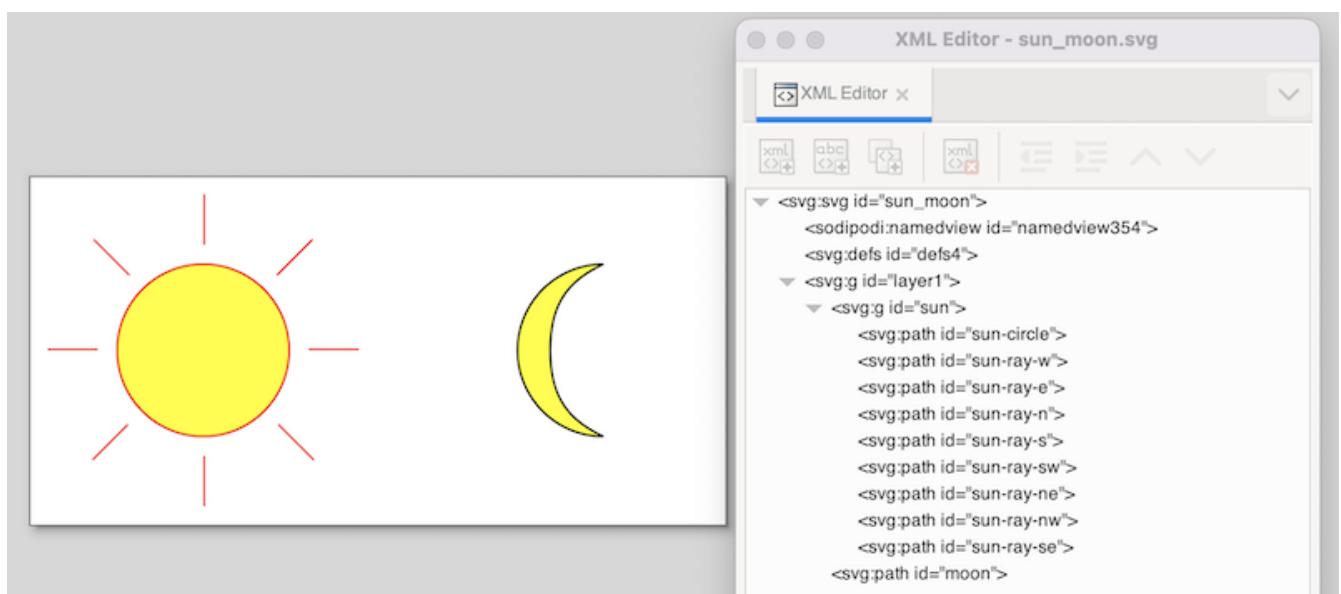 XML Editor - sun_moon.svg
XML Editor
xml
abc
xml
<svg:svg id="sun_moon">
<sodipodi:namedview id="namedview354">
<svg:defs id="defs4">
<svg:g id="layer1">
<svg:g id="sun">
<svg:path id="sun-circle">
<svg:path id="sun-ray-w">
<svg:path id="sun-ray-e">
<svg:path id="sun-ray-n">
<svg:path id="sun-ray-s">
<svg:path id="sun-ray-sw">
<svg:path id="sun-ray-ne">
<svg:path id="sun-ray-nw">
<svg:path id="sun-ray-se">
<svg:path id="moon">